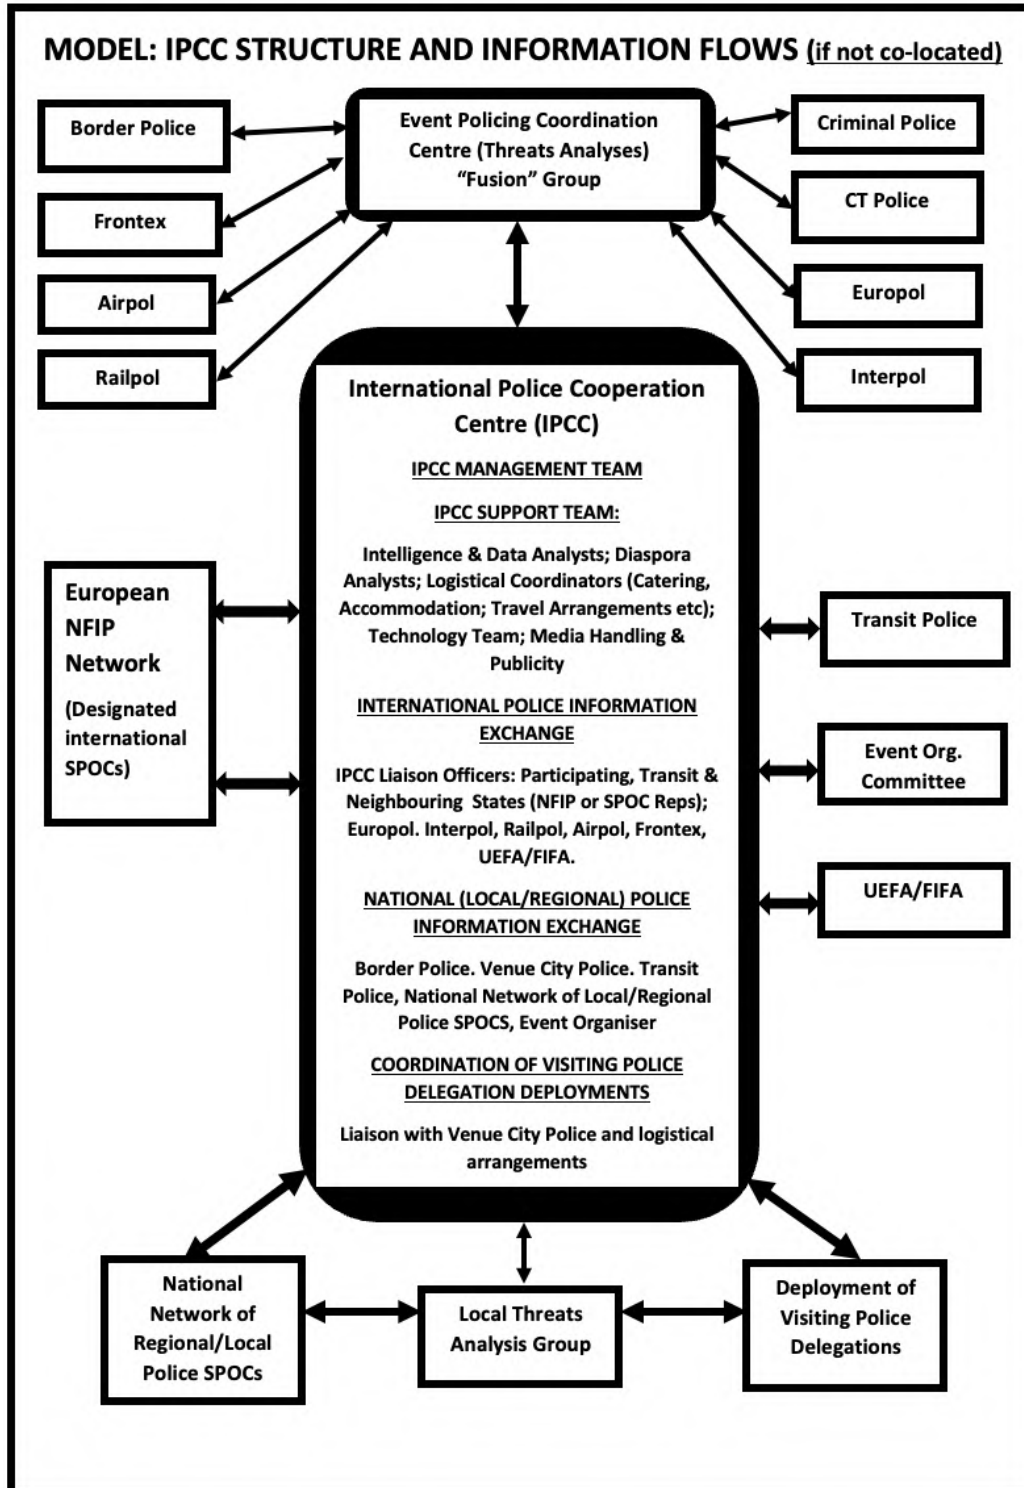 MODEL: IPCC STRUCTURE AND INFORMATION FLOWS (if not co-located)
Border Police
Frontex
Airpol
Railpol
Event Policing Coordination
Centre (Threats Analyses)
“Fusion” Group
Criminal Police
CT Police
Europol
Interpol
International Police Cooperation
Centre (IPCC)
IPCC MANAGEMENT TEAM
IPCC SUPPORT TEAM:
Intelligence & Data Analysts; Diaspora
Analysts; Logistical Coordinators (Catering,
Accommodation; Travel Arrangements etc);
Technology Team; Media Handling &
Publicity
INTERNATIONAL POLICE INFORMATION
EXCHANGE
IPCC Liaison Officers: Participating, Transit &
Neighbouring States (NFIP or SPOC Reps);
Europol. Interpol, Railpol, Airpol, Frontex,
UEFA/FIFA.
NATIONAL (LOCAL/REGIONAL) POLICE
INFORMATION EXCHANGE
Border Police. Venue City Police. Transit
Police, National Network of Local/Regional
Police SPOCS, Event Organiser
COORDINATION OF VISITING POLICE
DELEGATION DEPLOYMENTS
Liaison with Venue City Police and logistical
arrangements
European
NFIP
Network
(Designated
international
SPOCs)
Transit Police
Event Org.
Committee
UEFA/FIFA
National
Network of
Regional/Local
Police SPOCs
Local Threats
Analysis Group
Deployment of
Visiting Police
Delegations